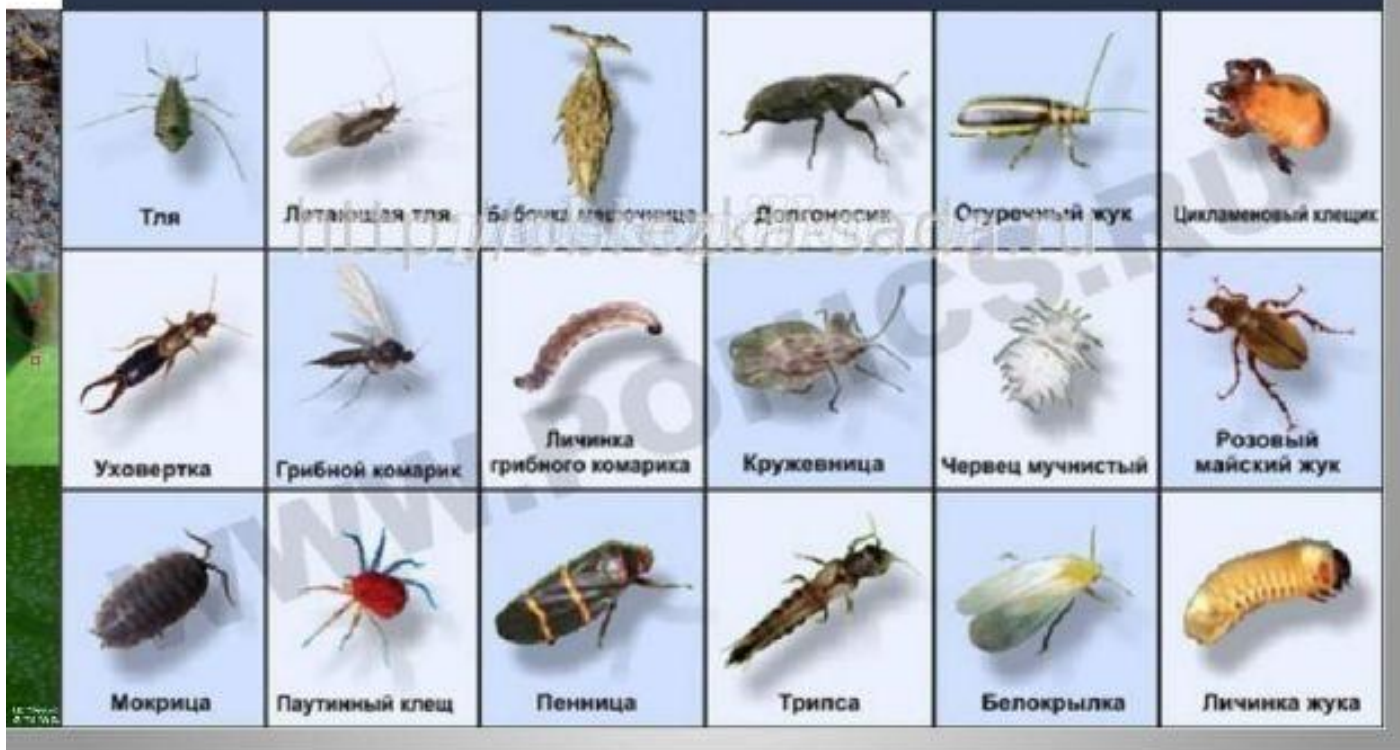 Тля
Летающая тля
Бабочка мешочница
Долгоносик
Огуречный жук
Цикламеновый клещик
Уховертка
Грибной комарик
Личинка
грибного комарика
Кружевница
Червец мучнистый
Розовый
майский жук
Мокрица
Паутинный клещ
Пенница
Трипса
Белокрылка
Личинка жука